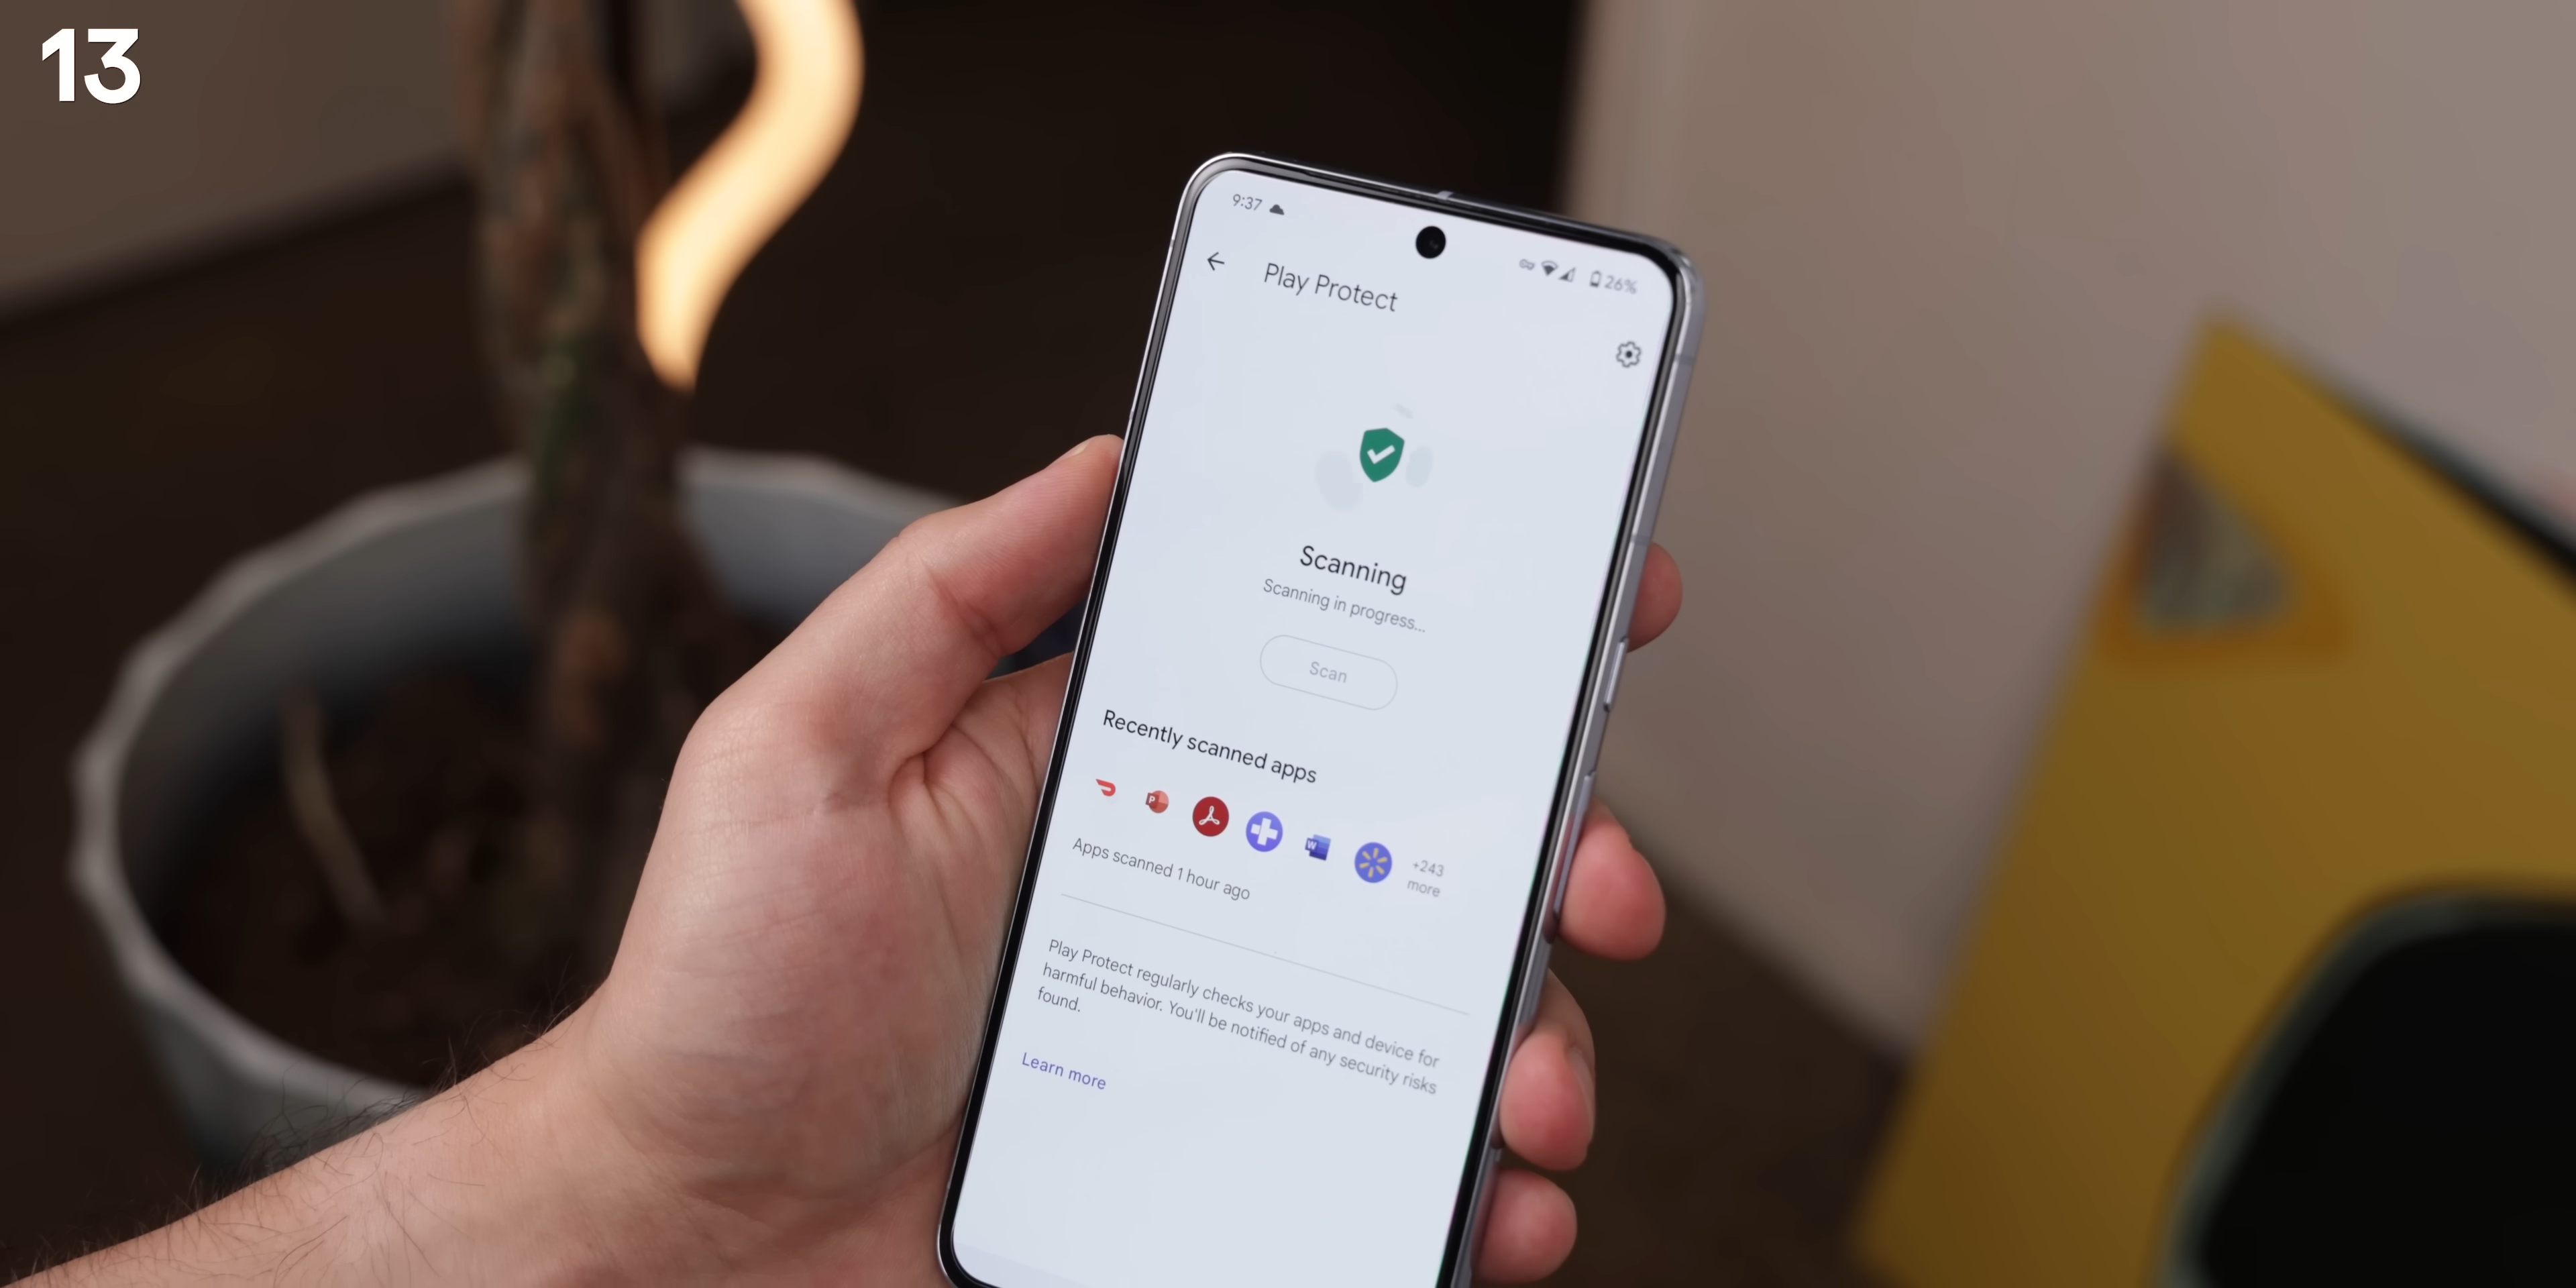 13
9:37
26%
Play Protect
Scanning
Scanning in progress...
Scan
Recently scanned apps
P
W
+243
more
Apps scanned 1 hour ago
Play Protect regularly checks your apps and device for
harmful behavior. You'll be notified of any security risks
found.
Learn more